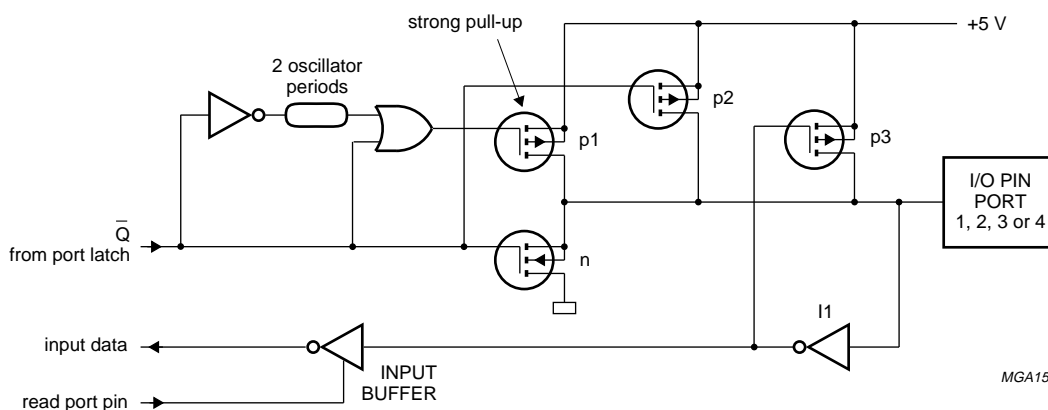 strong pull-up
+5 V
2 oscillator
periods
p2
p1
p3
I/O PIN
PORT
1, 2, 3 or 4
Q
from port latch
n
I1
input data
INPUT
BUFFER
read port pin
MGA15